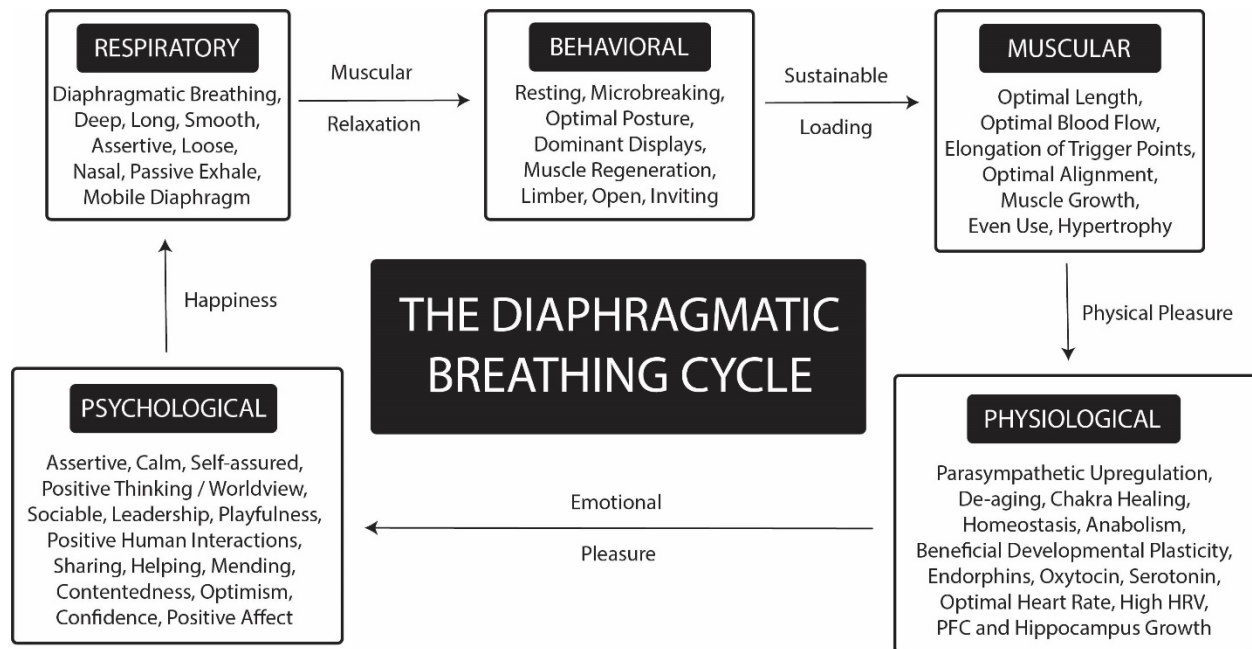 RESPIRATORY
Diaphragmatic Breathing,
Deep, Long, Smooth,
Assertive, Loose,
Nasal, Passive Exhale,
Mobile Diaphragm
Muscular
Relaxation
BEHAVIORAL
Resting, Microbreaking,
Optimal Posture,
Dominant Displays,
Muscle Regeneration,
Limber, Open, Inviting
Sustainable
Loading
MUSCULAR
Optimal Length,
Optimal Blood Flow,
Elongation of Trigger Points,
Optimal Alignment,
Muscle Growth,
Even Use, Hypertrophy
Happiness
THE DIAPHRAGMATIC
BREATHING CYCLE
Physical Pleasure
PSYCHOLOGICAL
Assertive, Calm, Self-assured,
Positive Thinking / Worldview,
Sociable, Leadership, Playfulness,
Positive Human Interactions,
Sharing, Helping, Mending,
Contentedness, Optimism,
Confidence, Positive Affect
Emotional
Pleasure
PHYSIOLOGICAL
Parasympathetic Upregulation,
De-aging, Chakra Healing,
Homeostasis, Anabolism,
Beneficial Developmental Plasticity,
Endorphins, Oxytocin, Serotonin,
Optimal Heart Rate, High HRV,
PFC and Hippocampus Growth